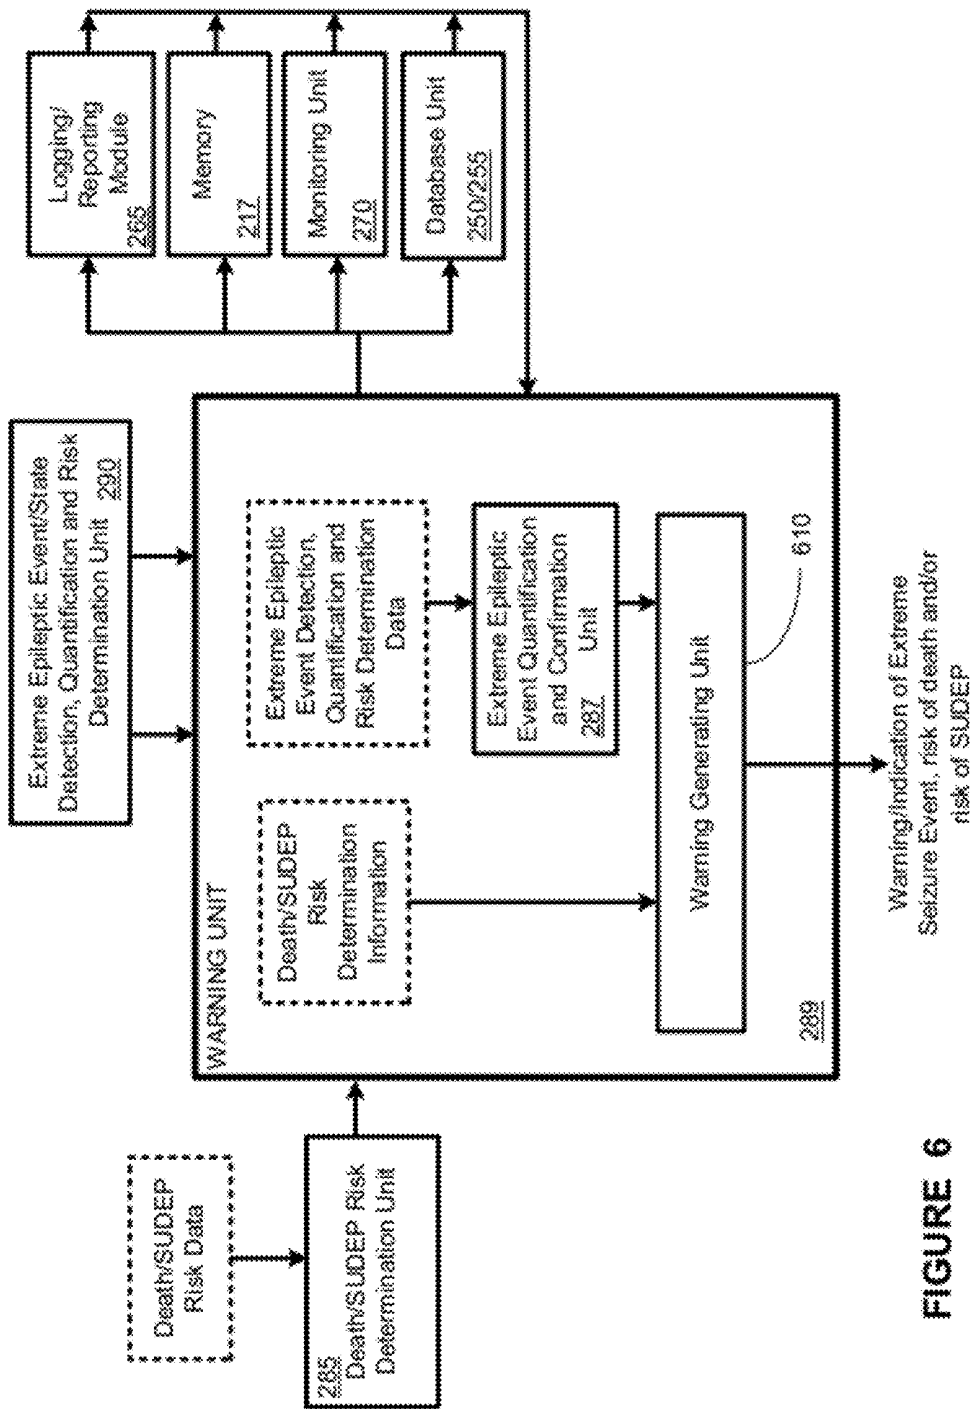 Extreme Epileptic Event/State
Detection, Quantification and Risk
Determination Unit
290
Logging/
Reporting
Module
265
Memory
217
Monitoring Unit
270
Database Unit
250/255
Death/SUDEP
Risk Data
285
Death/SUDEP Risk
Determination Unit
WARNING UNIT
Death/SUDEP
Risk
Determination
Information
Extreme Epileptic
Event Detection,
Quantification and
Risk Determination
Data
Extreme Epileptic
Event Quantification
and Confirmation
287
Unit
Warning Generating Unit
610
289
Warning/Indication of Extreme
Seizure Event, risk of death and/or
risk of SUDEP
FIGURE 6